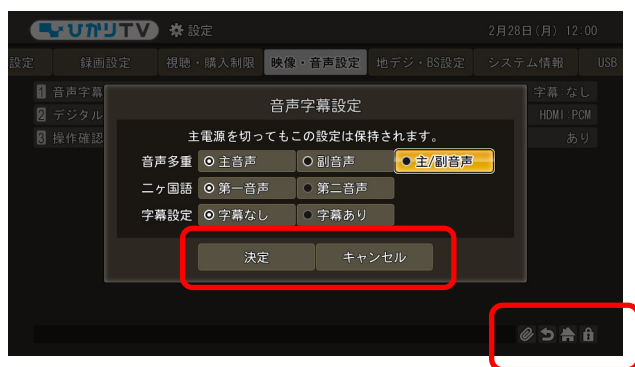 ひかりTV 設定 2月28日(月) 12:00
設定 録画設定 視聴・購入制限 映像・音声設定 地デジ・BS設定 システム情報 USB
1 音声字幕 字幕:なし
2 デジタル HDMI:PCM
3 操作確認 あり
音声字幕設定
主電源を切ってもこの設定は保持されます。
音声多重 主音声 副音声 主/副音声
二ヶ国語 第一音声 第二音声
字幕設定 字幕なし 字幕あり
決定 キャンセル